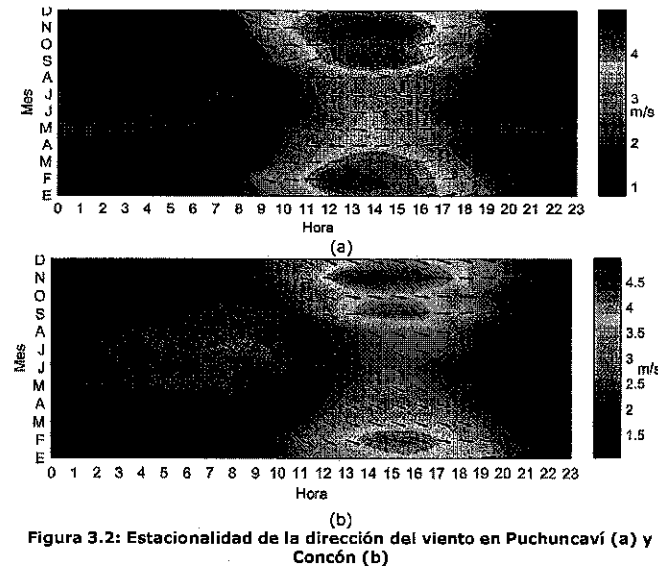 D
N
O
S
A
J
J
M
A
M
F
E
Mes
0 1 2 3 4 5 6 7 8 9 10 11 12 13 14 15 16 17 18 19 20 21 22 23
Hora
4
3
m/s
2
1
(a)
D
N
O
S
A
J
J
M
A
M
F
E
Mes
0 1 2 3 4 5 6 7 8 9 10 11 12 13 14 15 16 17 18 19 20 21 22 23
Hora
4.5
4
3.5
3
m/s
2.5
2
1.5
(b)
Figura 3.2: Estacionalidad de la dirección del viento en Puchuncaví (a) y
Concón (b)